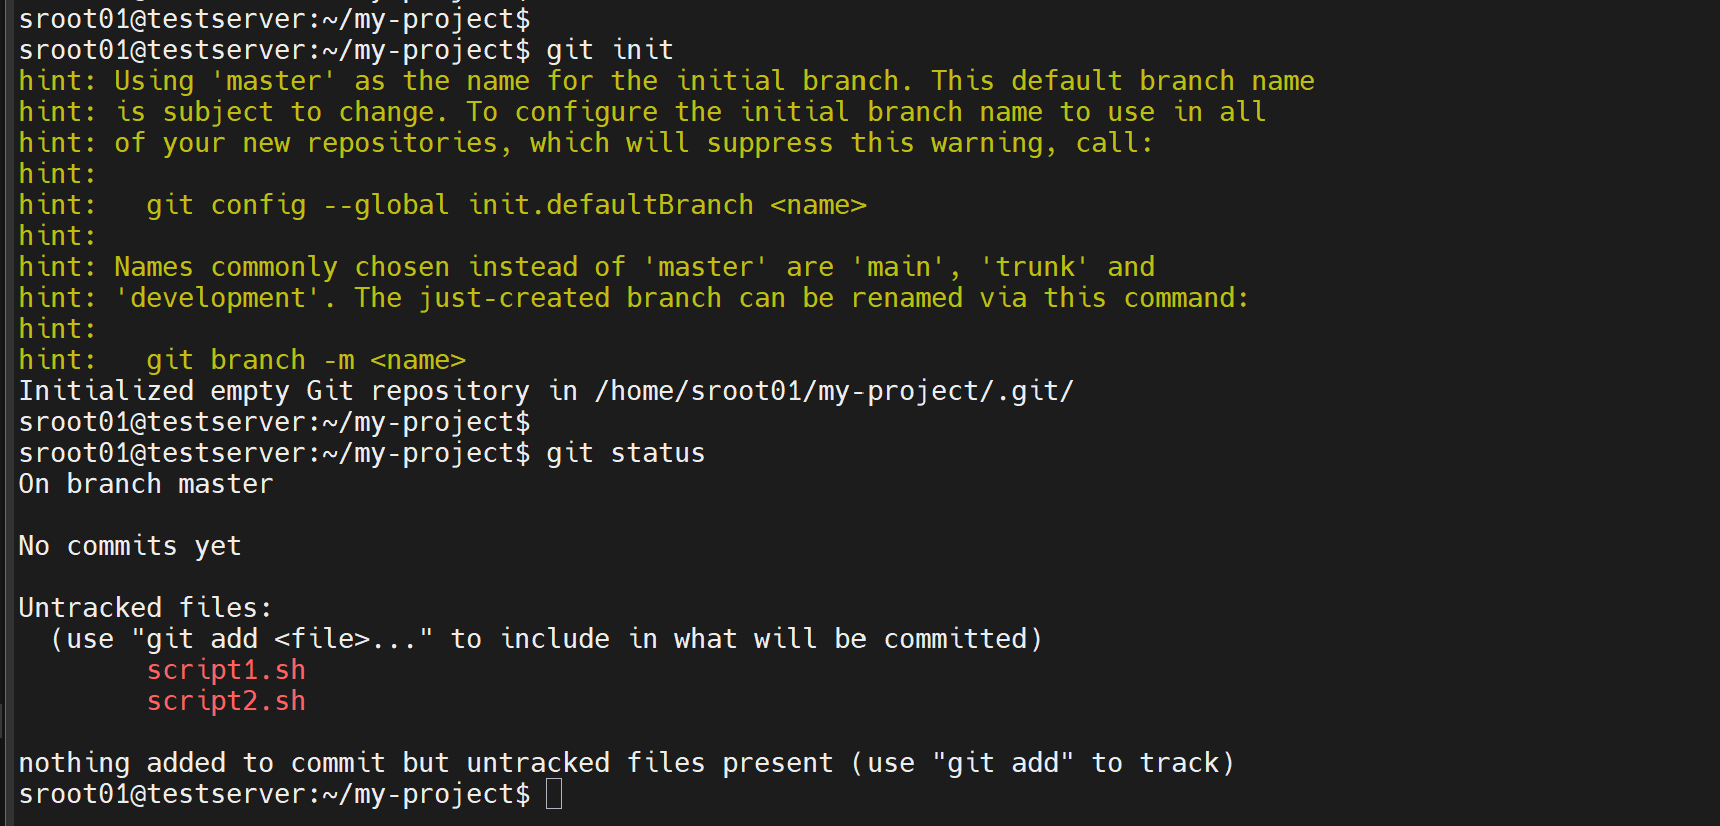 sroot01@testserver:~/my-project$
sroot01@testserver:~/my-project$ git init
hint: Using 'master' as the name for the initial branch. This default branch name
hint: is subject to change. To configure the initial branch name to use in all
hint: of your new repositories, which will suppress this warning, call:
hint:
hint:   git config --global init.defaultBranch <name>
hint:
hint: Names commonly chosen instead of 'master' are 'main', 'trunk' and
hint: 'development'. The just-created branch can be renamed via this command:
hint:
hint:   git branch -m <name>
Initialized empty Git repository in /home/sroot01/my-project/.git/
sroot01@testserver:~/my-project$
sroot01@testserver:~/my-project$ git status
On branch master

No commits yet

Untracked files:
  (use "git add <file>..." to include in what will be committed)
        script1.sh
        script2.sh

nothing added to commit but untracked files present (use "git add" to track)
sroot01@testserver:~/my-project$